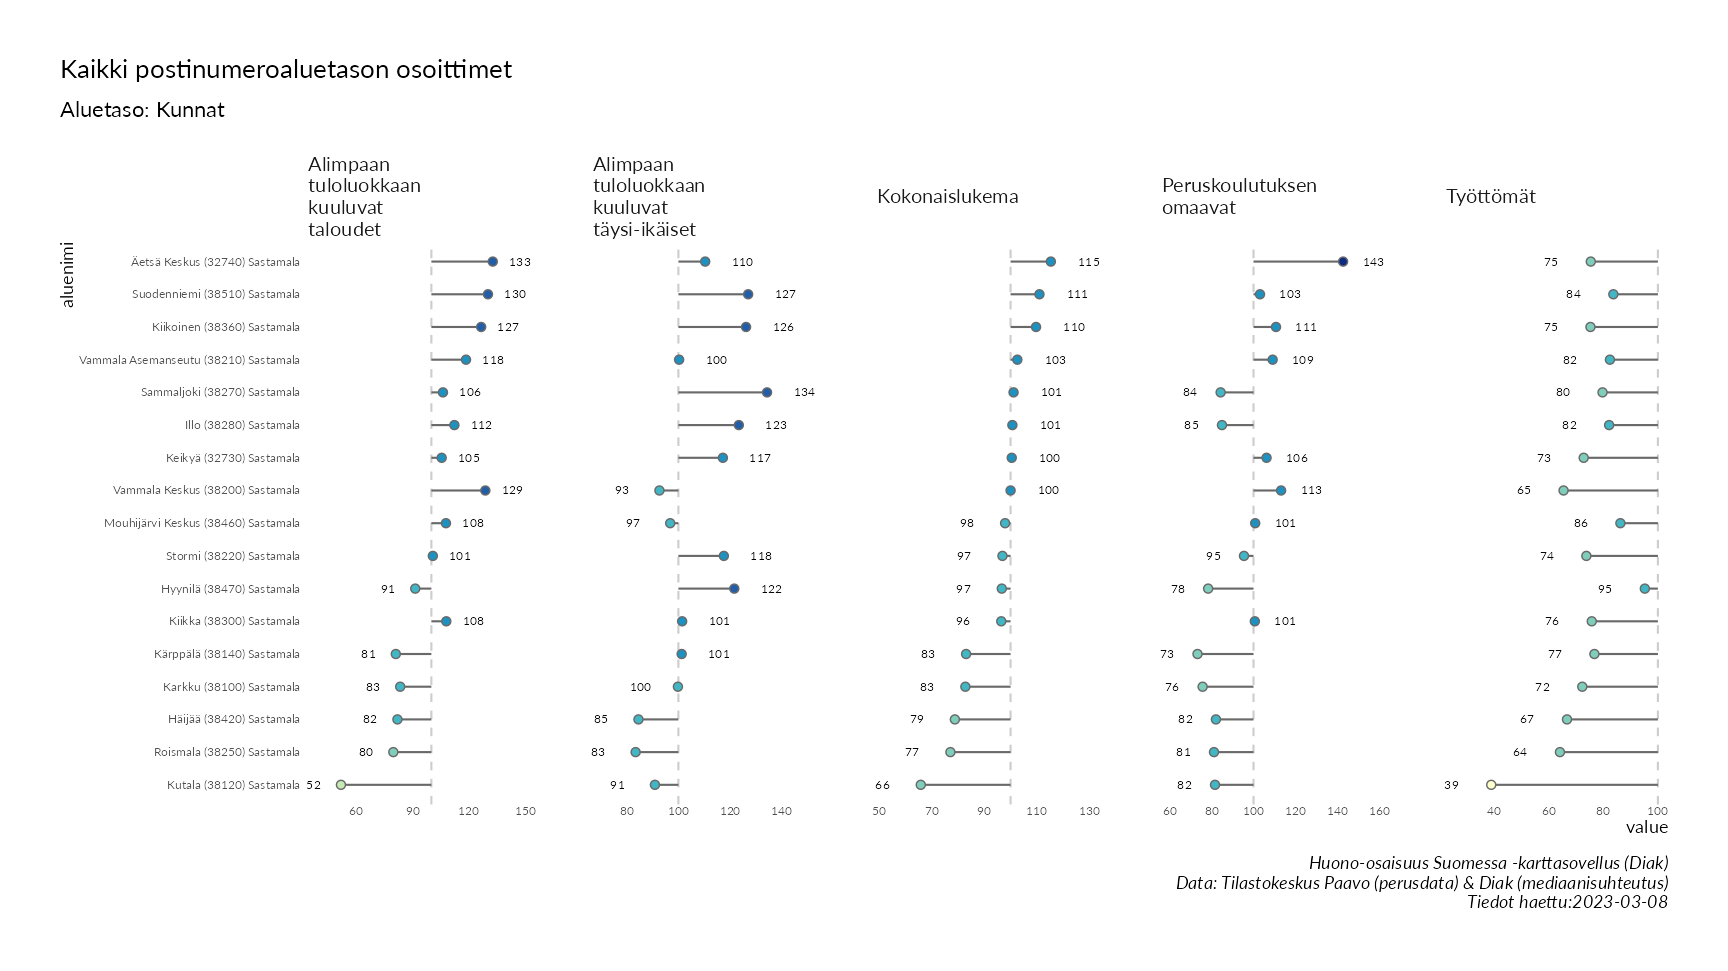 Kaikki postinumeroaluetason osoittimet
Aluetaso: Kunnat
Alimpaan
tuloluokkaan
kuuluvat
taloudet
Alimpaan
tuloluokkaan
kuuluvat
täysi-ikäiset
Kokonaislukema
Peruskoulutuksen
omaavat
Työttömät
aluenimi
Äetsä Keskus (32740) Sastamala 133 110 115 143 75
Suodenniemi (38510) Sastamala 130 127 111 103 84
Kiikoinen (38360) Sastamala 127 126 110 111 75
Vammala Asemanseutu (38210) Sastamala 118 100 103 109 82
Sammaljoki (38270) Sastamala 106 134 101 84 80
Illo (38280) Sastamala 112 123 101 85 82
Keikyä (32730) Sastamala 105 117 100 106 73
Vammala Keskus (38200) Sastamala 129 93 100 113 65
Mouhijärvi Keskus (38460) Sastamala 108 97 98 101 86
Stormi (38220) Sastamala 101 118 97 95 74
Hyynilä (38470) Sastamala 91 122 97 78 95
Kiikka (38300) Sastamala 108 101 96 101 76
Kärppälä (38140) Sastamala 81 101 83 73 77
Karkku (38100) Sastamala 83 100 83 76 72
Häijää (38420) Sastamala 82 85 79 82 67
Roismala (38250) Sastamala 80 83 77 81 64
Kutala (38120) Sastamala 52 91 66 82 39
60 90 120 150 80 100 120 140 50 70 90 110 130 60 80 100 120 140 160 40 60 80 100
value
Huono-osaisuus Suomessa -karttasovellus (Diak)
Data: Tilastokeskus Paavo (perusdata) & Diak (mediaanisuhteutus)
Tiedot haettu:2023-03-08